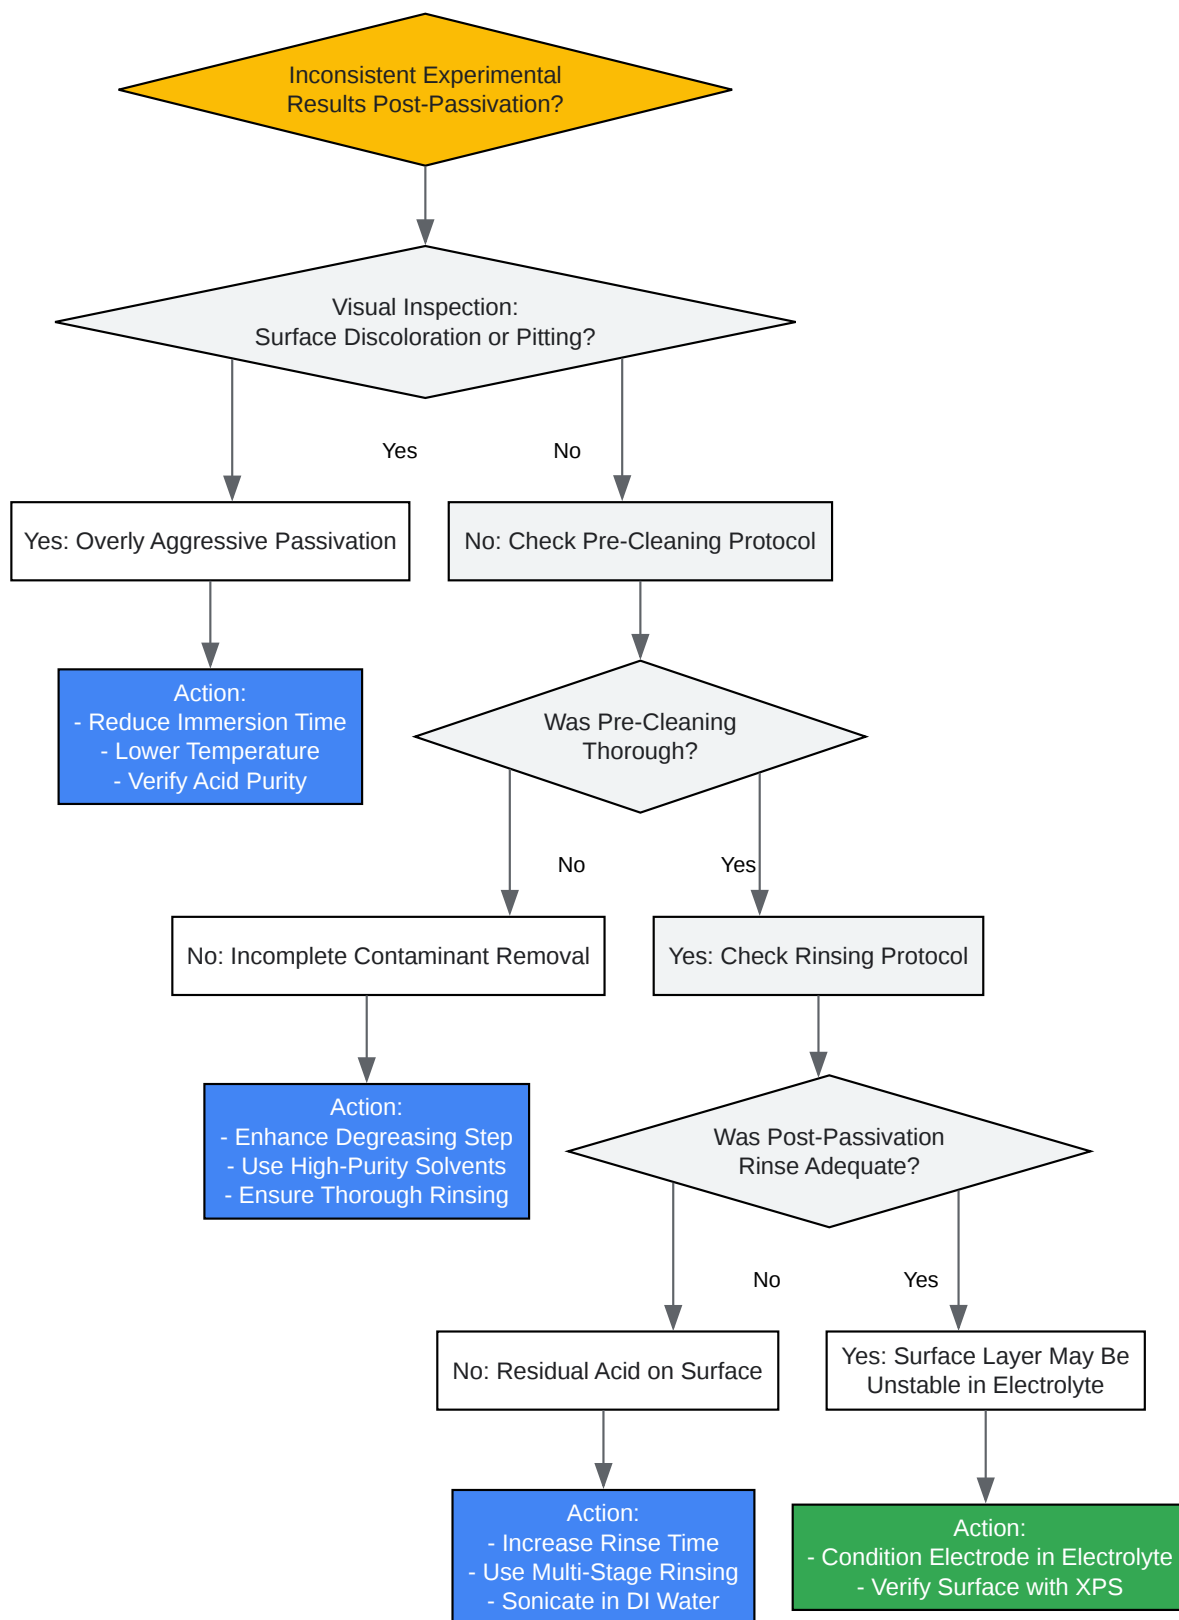 Inconsistent Experimental
Results Post-Passivation?
Visual Inspection:
Surface Discoloration or Pitting?
Yes
No
Yes: Overly Aggressive Passivation
No: Check Pre-Cleaning Protocol
Action:
- Reduce Immersion Time
- Lower Temperature
- Verify Acid Purity
Was Pre-Cleaning
Thorough?
No
Yes
No: Incomplete Contaminant Removal
Yes: Check Rinsing Protocol
Action:
- Enhance Degreasing Step
- Use High-Purity Solvents
- Ensure Thorough Rinsing
Was Post-Passivation
Rinse Adequate?
No
Yes
No: Residual Acid on Surface
Yes: Surface Layer May Be
Unstable in Electrolyte
Action:
- Increase Rinse Time
- Use Multi-Stage Rinsing
- Sonicate in DI Water
Action:
- Condition Electrode in Electrolyte
- Verify Surface with XPS